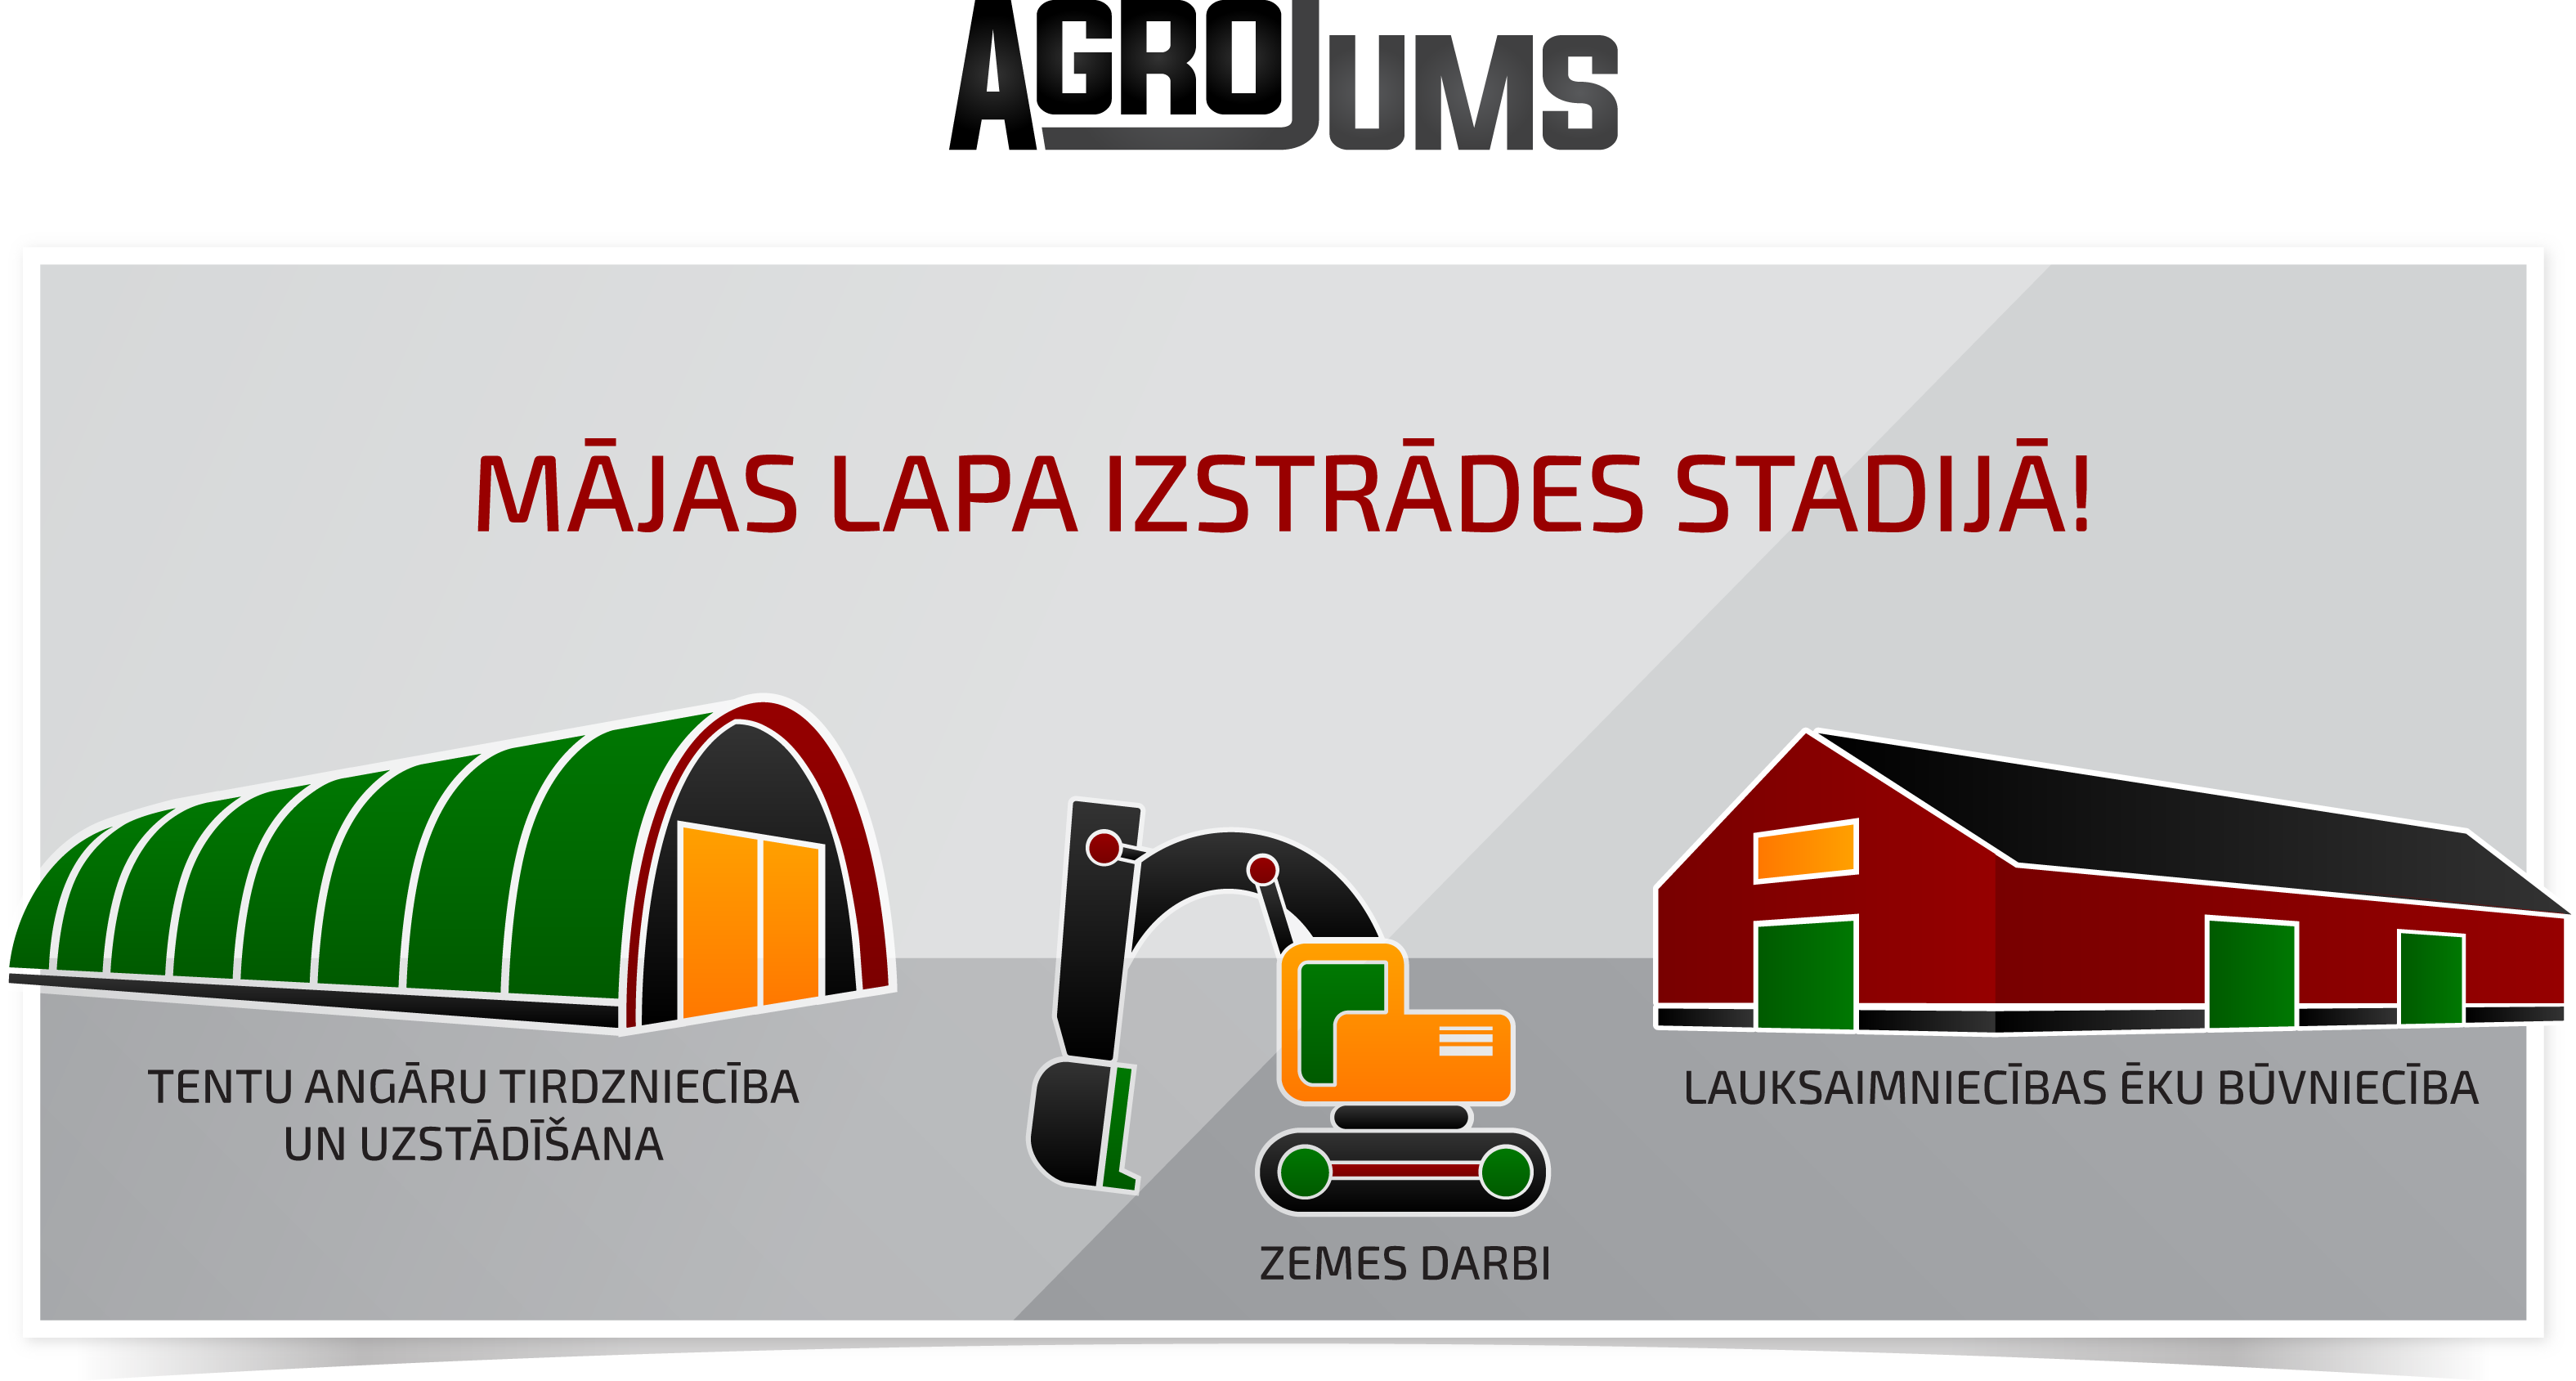 AGROJUMS
MĀJAS LAPA IZSTRĀDES STADIJĀ!
TENTU ANGĀRU TIRDZNIECĪBA
UN UZSTĀDĪŠANA
ZEMES DARBI
LAUKSAIMNIECĪBAS ĒKU BŪVNIECĪBA